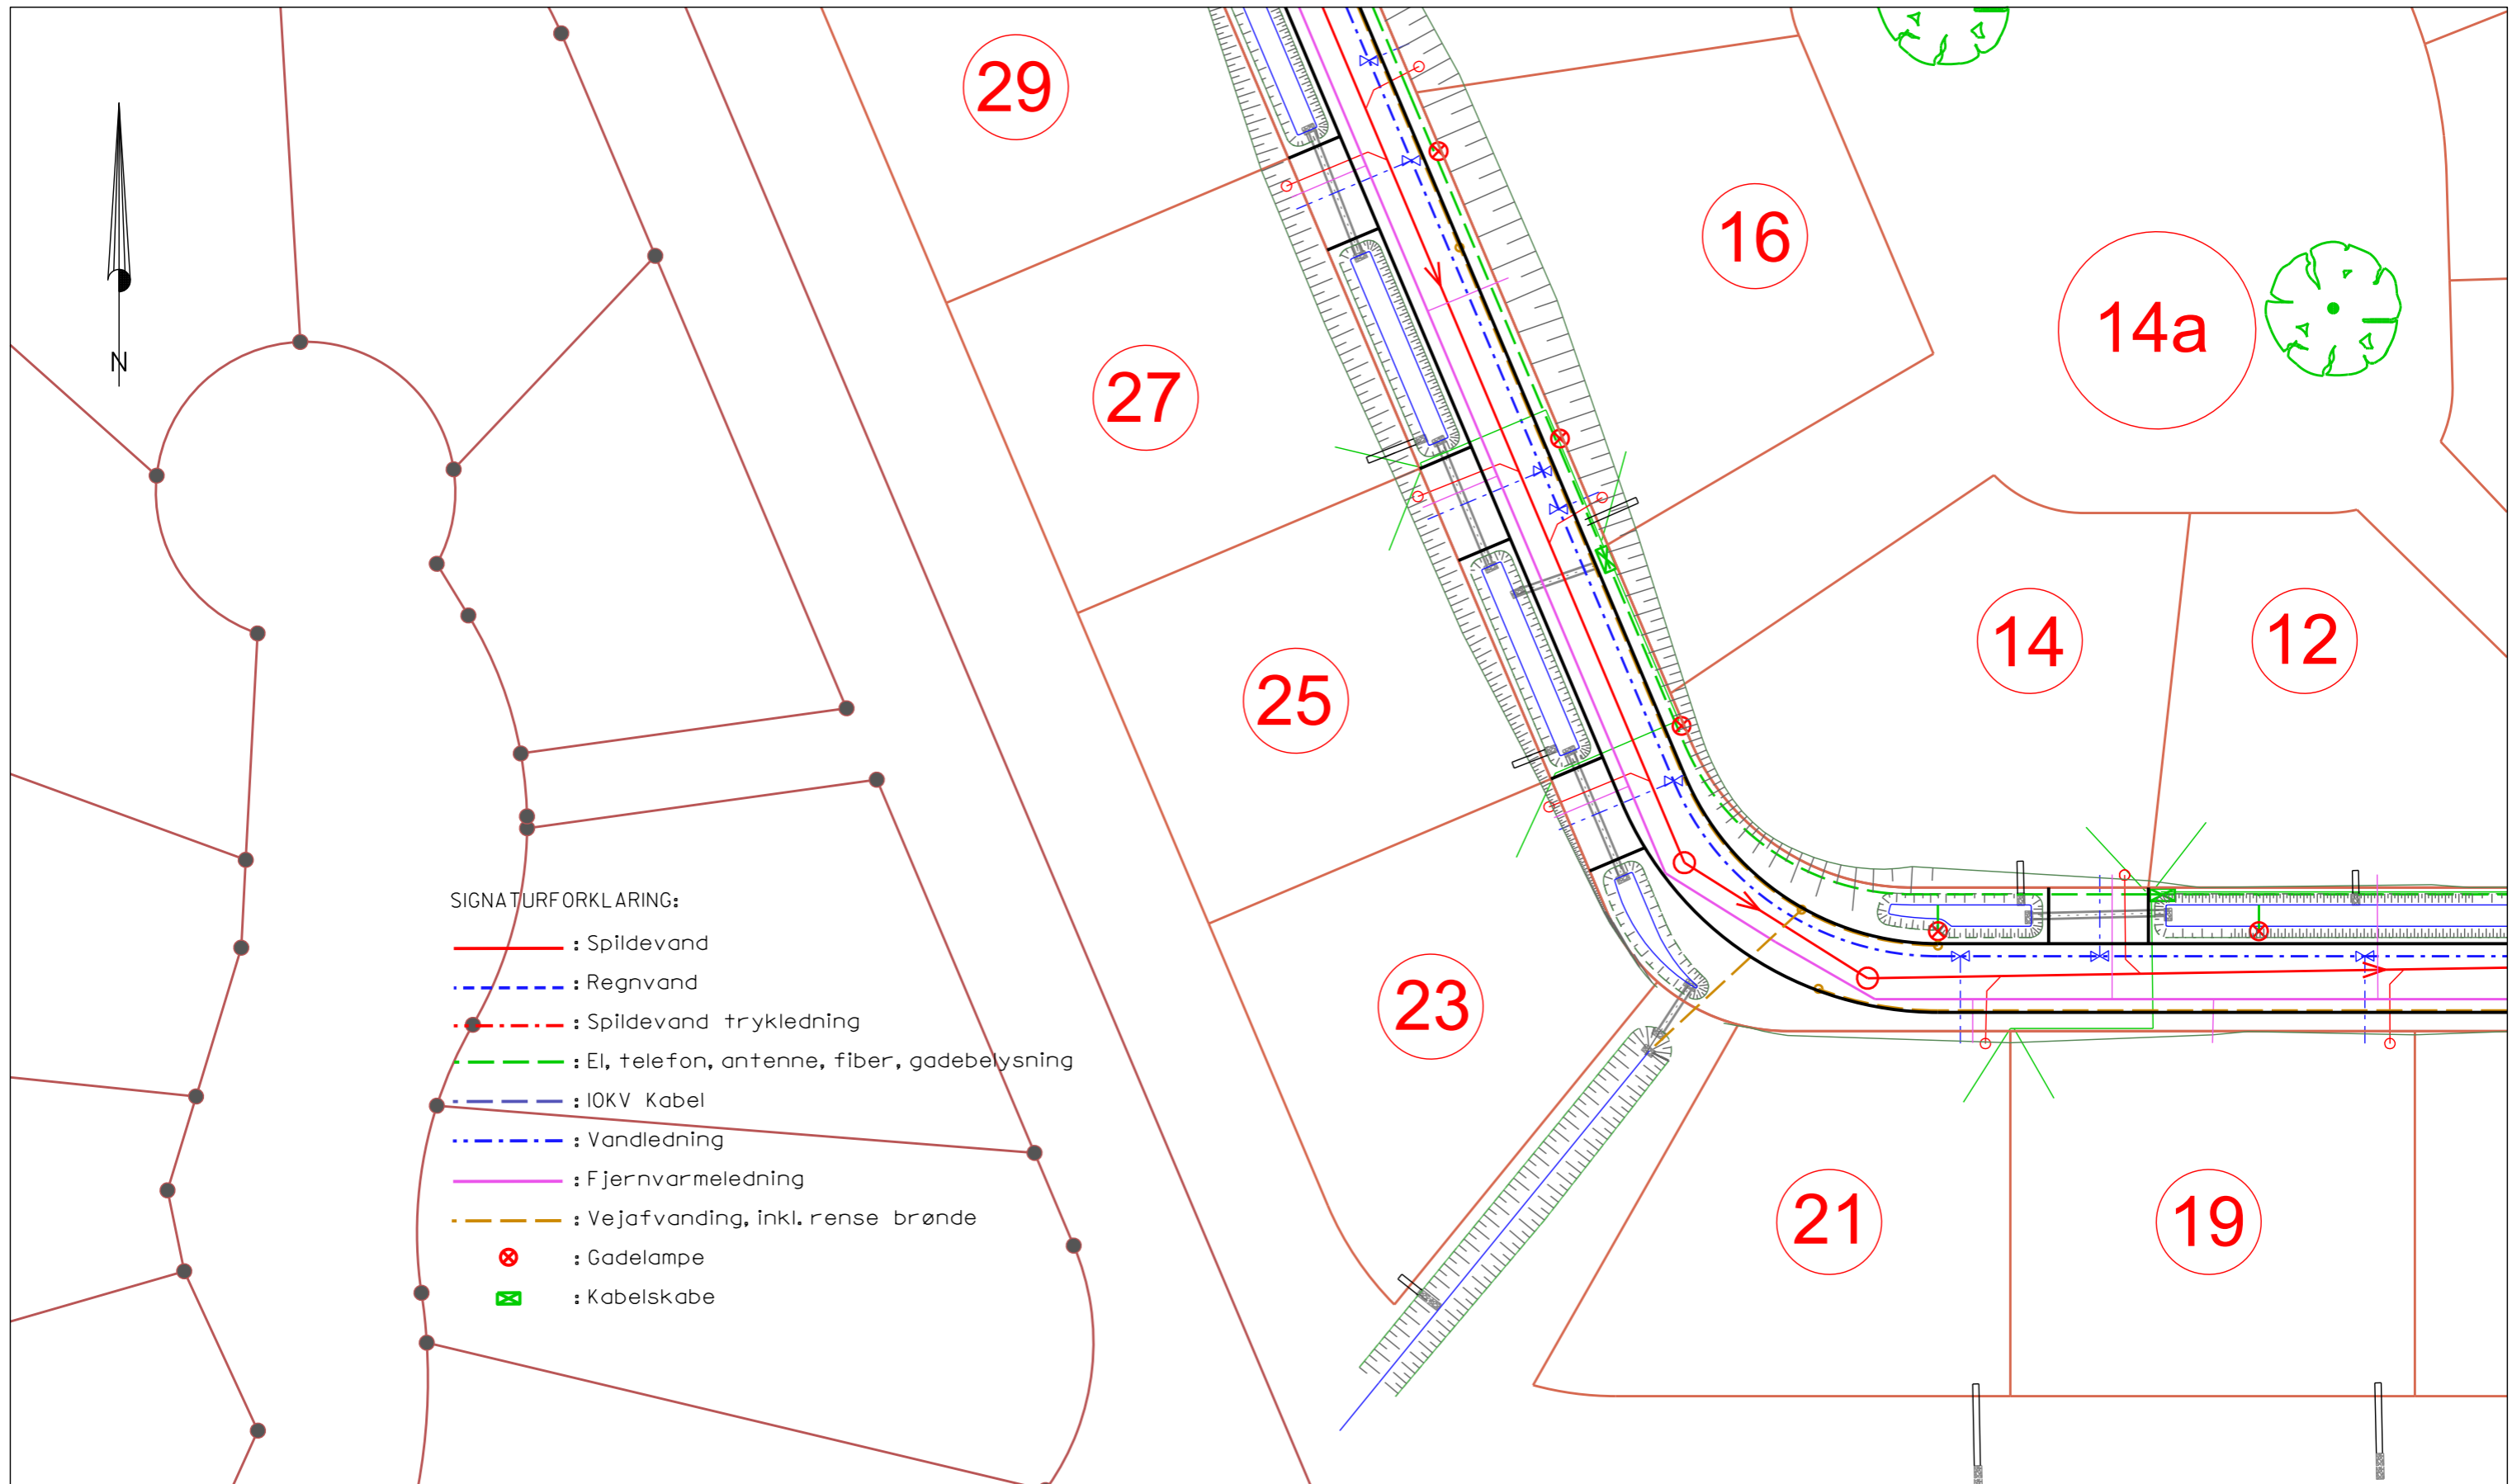 29
16
N
14a
27
14
12
25
SIGNATURFORKLARING:
: Spildevand
: Regnvand
: Spildevand trykledning
: El, telefon, antenne, fiber, gadebelysning
: 10KV Kabel
: Vandledning
: Fjernvarmeledning
: Vejafvanding, inkl. rense brønde
: Gadelampe
: Kabelskabe
23
21
19